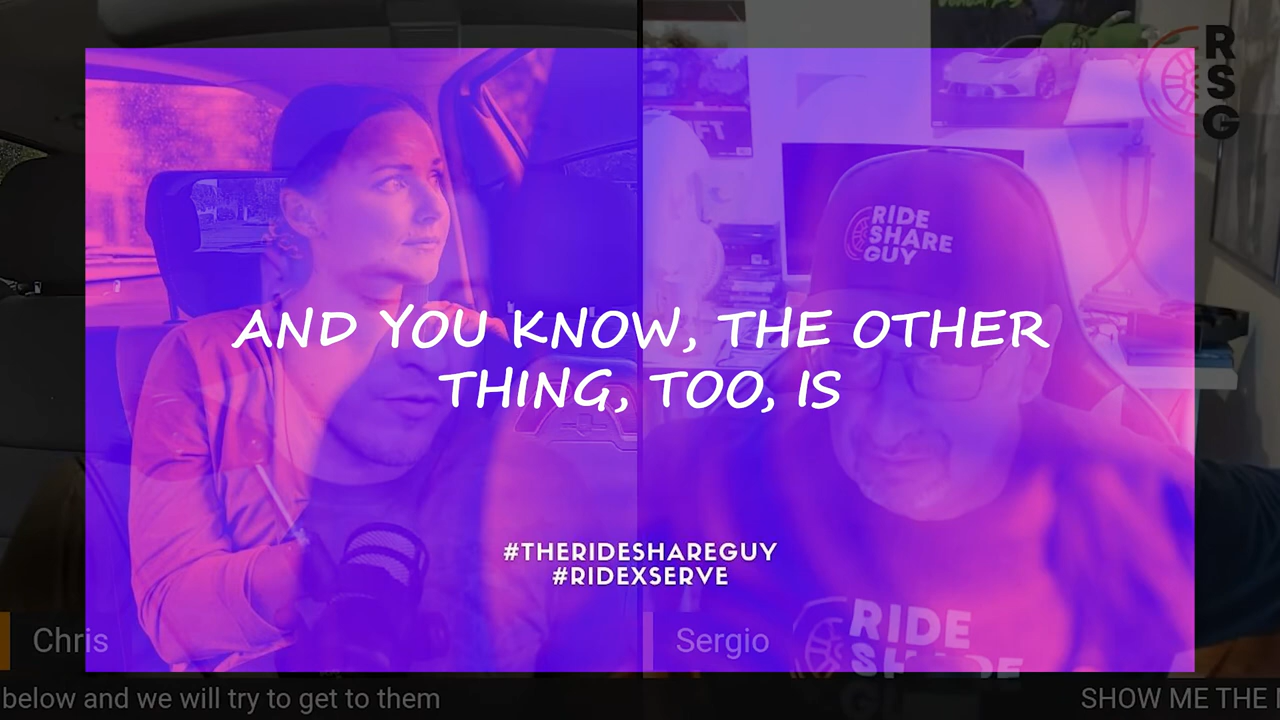 R
S
G
RIDE
SHARE
GUY
AND YOU KNOW, THE OTHER
THING, TOO, IS
#THERIDESHAREGUY
#RIDEXSERVE
Chris
Sergio
RIDE
SHARE
below and we will try to get to them
SHOW ME THE